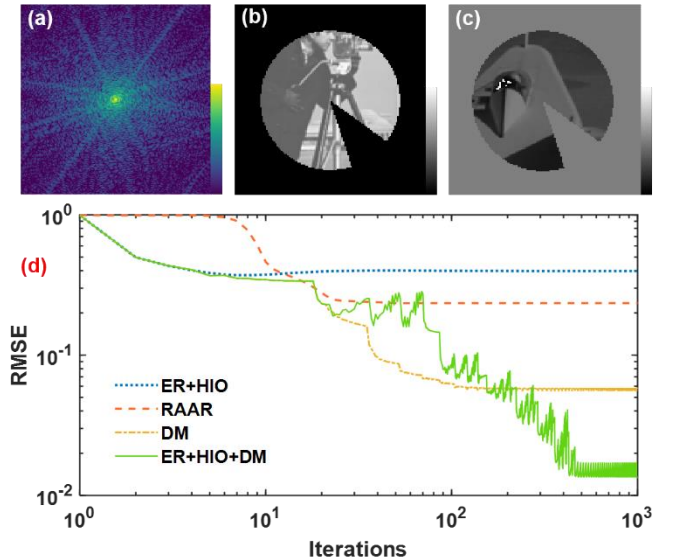 (a) (b) (c)
(d)
RMSE
10^0
10^-1
10^-2
ER+HIO
RAAR
DM
ER+HIO+DM
10^0 10^1 10^2 10^3
Iterations